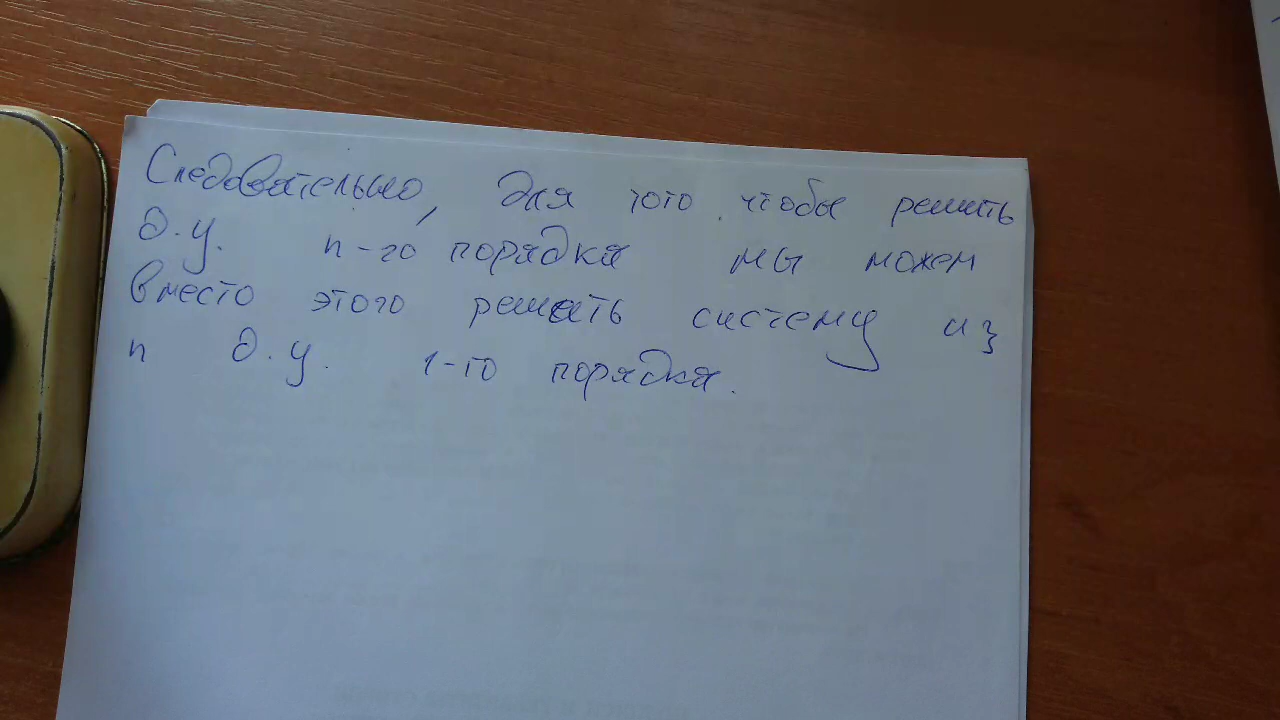 Следовательно, для того чтобы решить
д.у. n-го порядка мы можем
вместо этого решать систему из
n д.у. 1-го порядка.